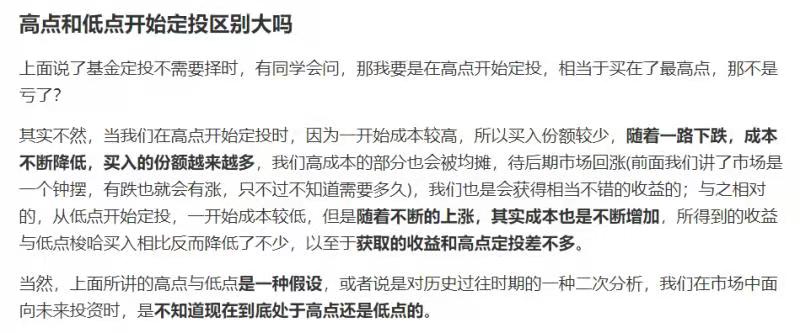 高点和低点开始定投区别大吗
上面说了基金定投不需要择时，有同学会问，那我要是在高点开始定投，相当于买在了最高点，那不是
亏了？
其实不然，当我们在高点开始定投时，因为一开始成本较高，所以买入份额较少，随着一路下跌，成本
不断降低，买入的份额越来越多，我们高成本的部分也会被均摊，待后期市场回涨(前面我们讲了市场是
一个钟摆，有跌也就会有涨，只不过不知道需要多久)，我们也是会获得相当不错的收益的；与之相对
的，从低点开始定投，一开始成本较低，但是随着不断的上涨，其实成本也是不断增加，所得到的收益
与低点梭哈买入相比反而降低了不少，以至于获取的收益和高点定投差不多。
当然，上面所讲的高点与低点是一种假设，或者说是对历史过往时期的一种二次分析，我们在市场中面
向未来投资时，是不知道现在到底处于高点还是低点的。